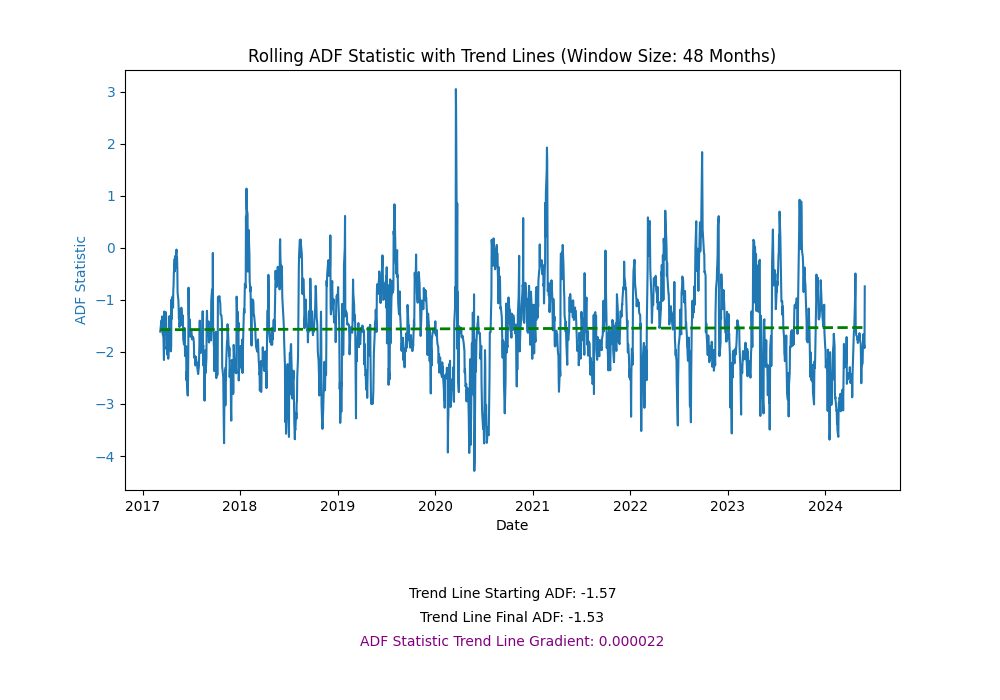 Rolling ADF Statistic with Trend Lines (Window Size: 48 Months)
ADF Statistic
3
2
1
0
−1
−2
−3
−4
2017 2018 2019 2020 2021 2022 2023 2024
Date
Trend Line Starting ADF: -1.57
Trend Line Final ADF: -1.53
ADF Statistic Trend Line Gradient: 0.000022